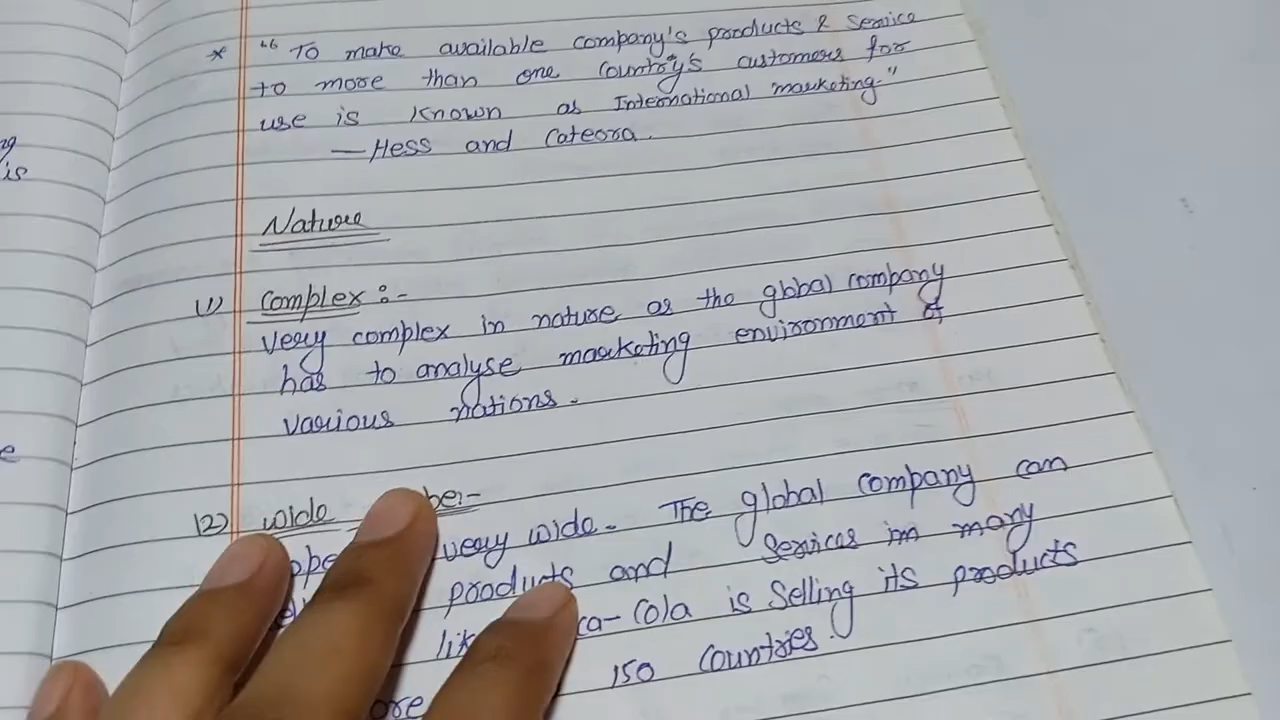 * "To make available company's products & Service
to more than one Country's customers for
use is known as International marketing."
— Hess and Cateora.
Nature
(1) Complex :-
very complex in nature as the global company
has to analyse marketing environment of
various nations.
(2) wide
very wide. The global company can
products and services in many
Cola is selling its products
150 countries.
ng
is
e